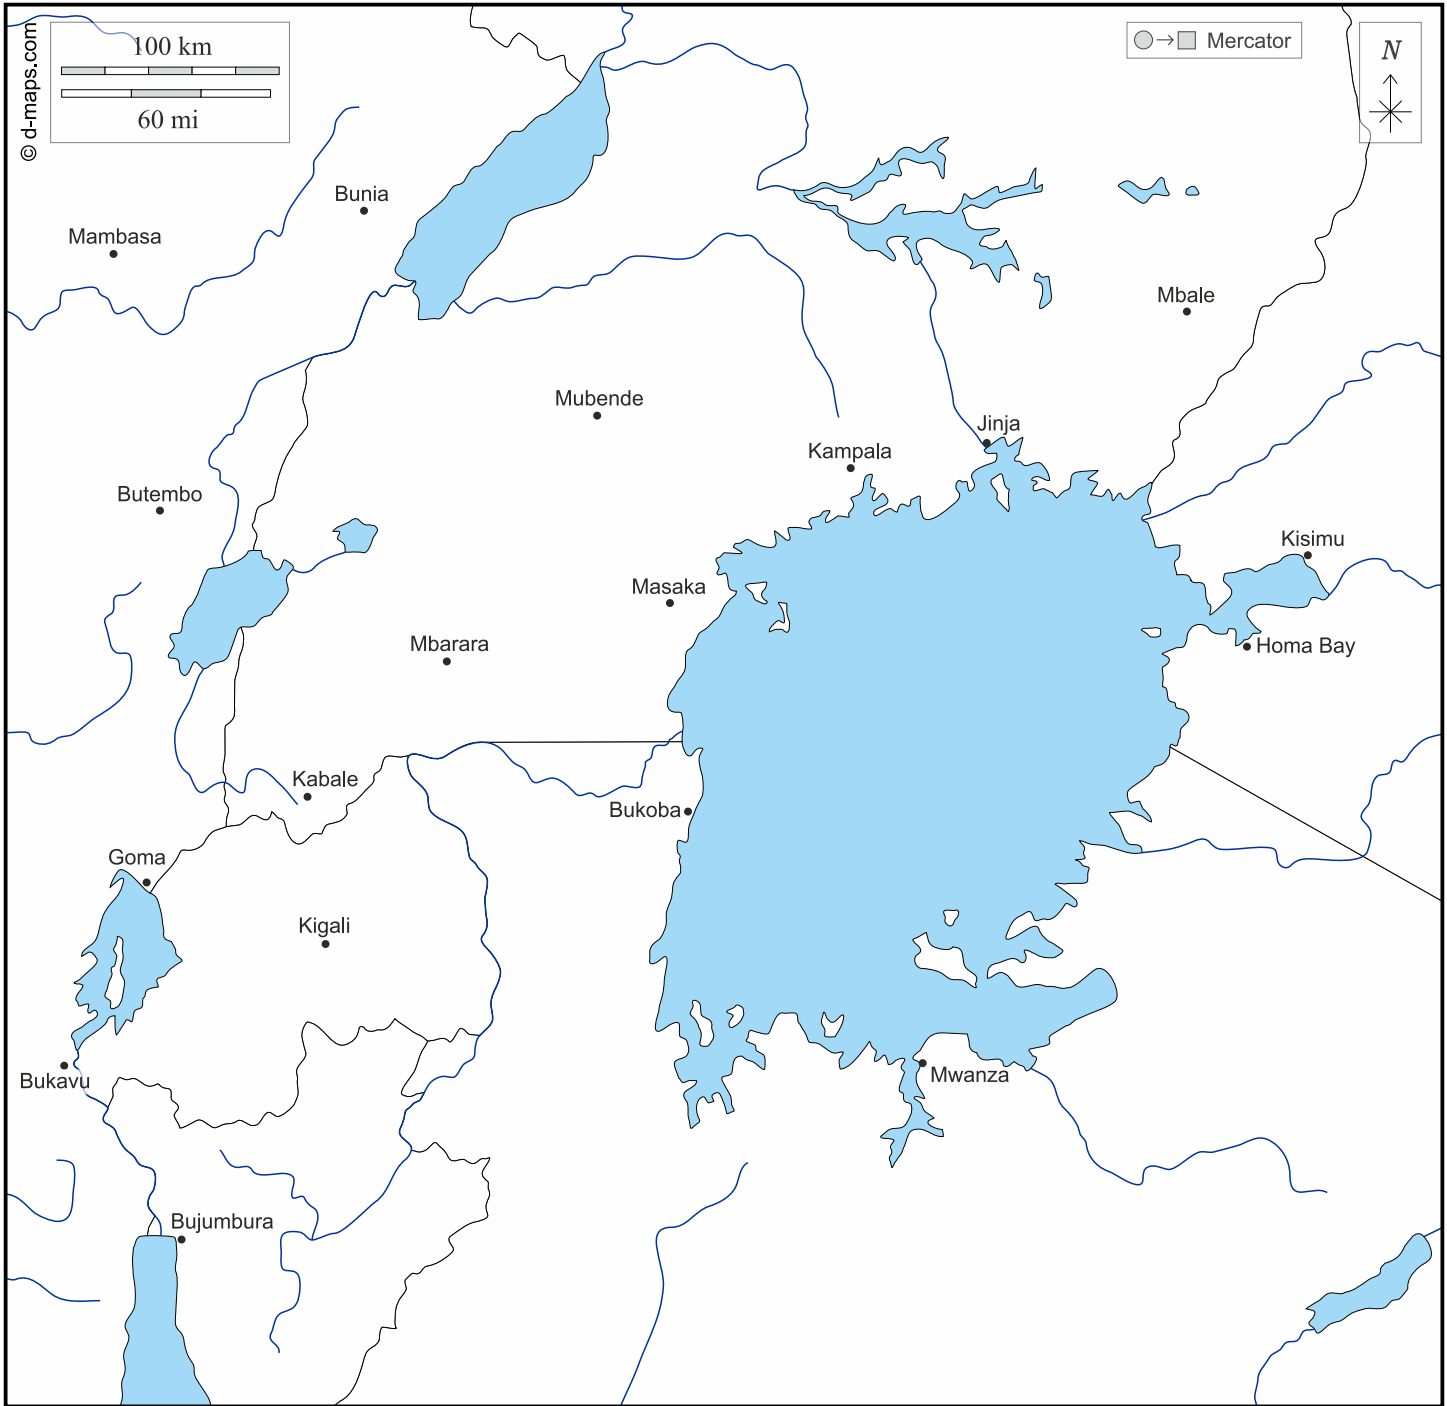 © d-maps.com
100 km
60 mi
Mercator
N
Bunia
Mambasa
Mbale
Mubende
Jinja
Kampala
Butembo
Kisimu
Masaka
Mbarara
Homa Bay
Kabale
Bukoba
Goma
Kigali
Mwanza
Bukavu
Bujumbura